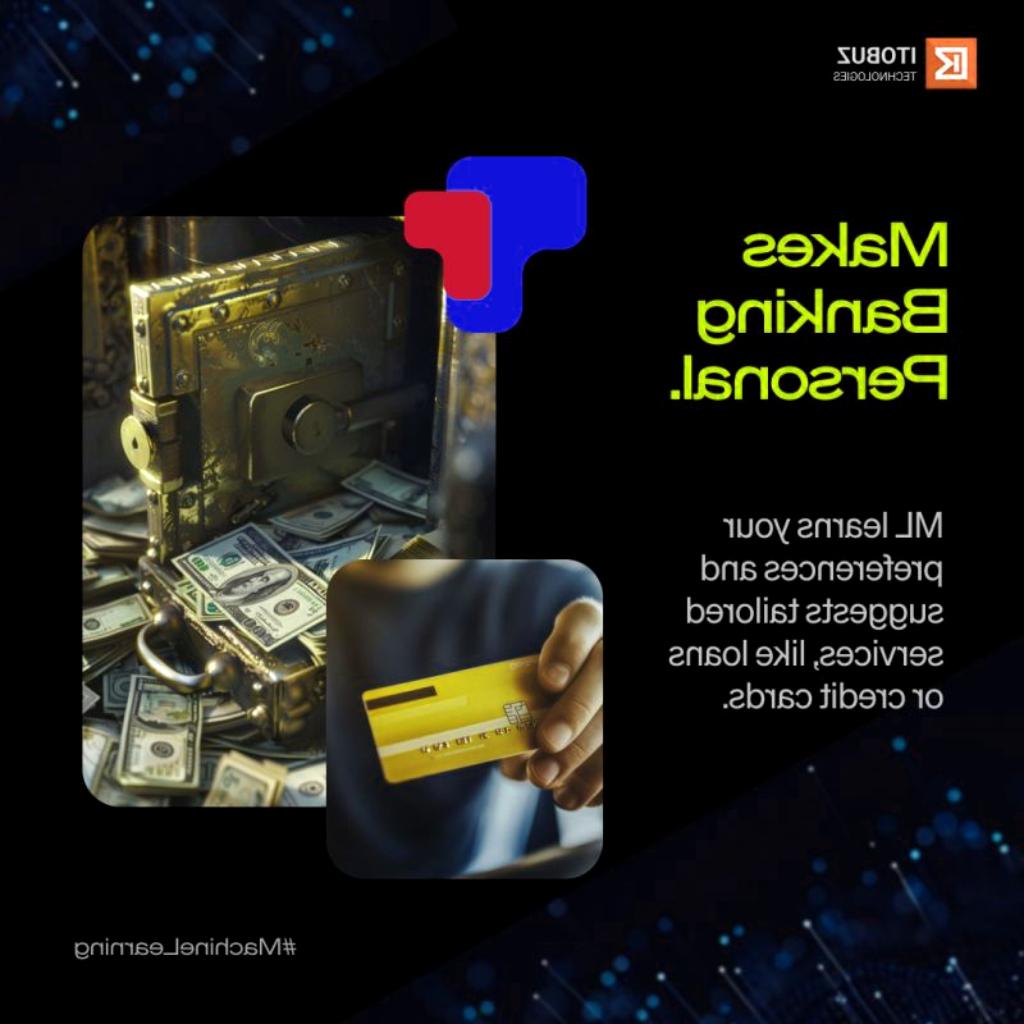 ITOBUZ
TECHNOLOGIES
Makes
Banking
Personal.
ML learns your
preferences and
suggests tailored
services, like loans
or credit cards.
#MachineLearning